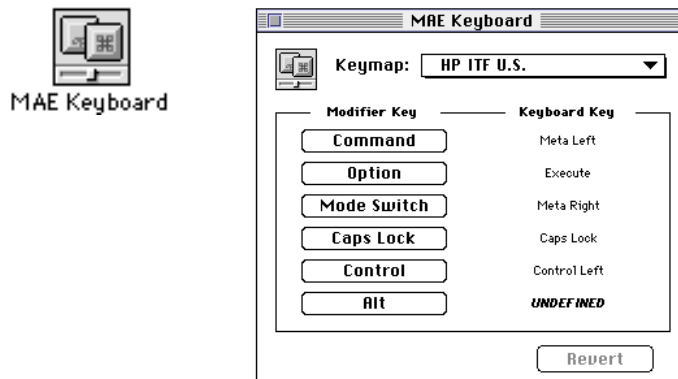 MAE Keyboard
MAE Keyboard
Keymap: HP ITF U.S.
Modifier Key Keyboard Key
Command Meta Left
Option Execute
Mode Switch Meta Right
Caps Lock Caps Lock
Control Control Left
Alt UNDEFINED
Revert